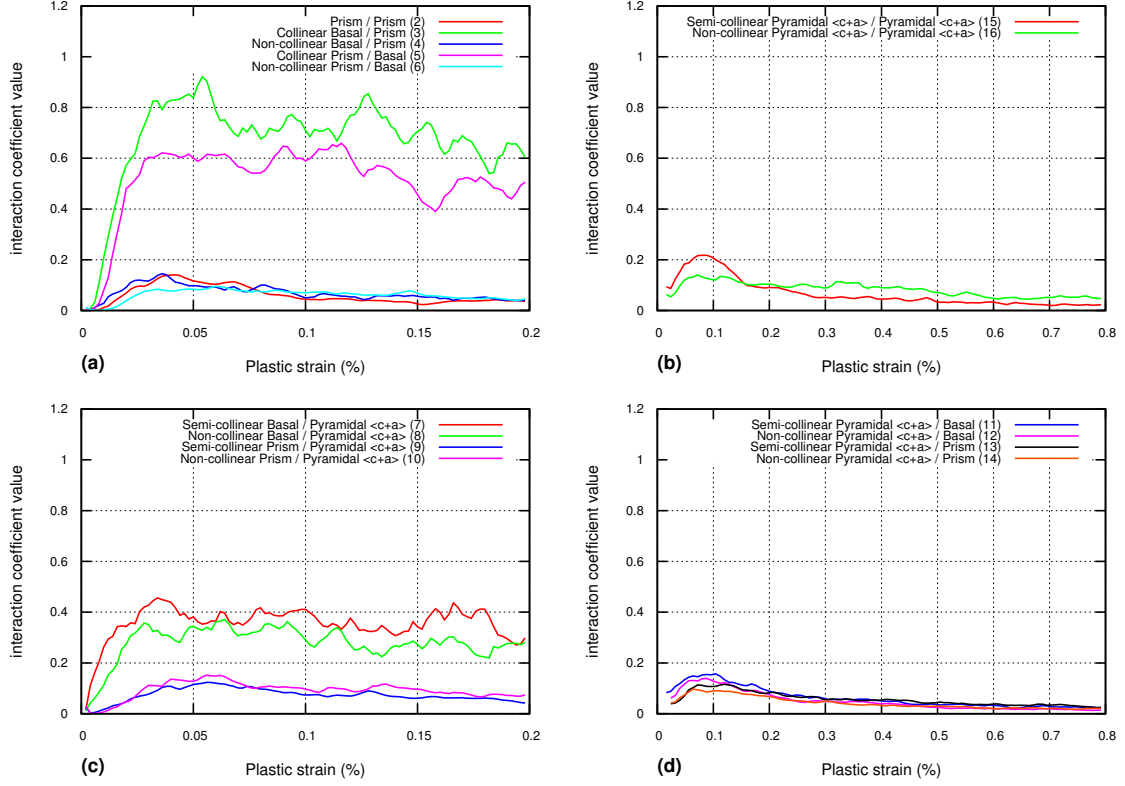 Prism / Prism (2)
Collinear Basal / Prism (3)
Non-collinear Basal / Prism (4)
Collinear Prism / Basal (5)
Non-collinear Prism / Basal (6)
interaction coefficient value
1.2
1
0.8
0.6
0.4
0.2
0
0 0.05 0.1 0.15 0.2
(a) Plastic strain (%)
Semi-collinear Pyramidal <c+a> / Pyramidal <c+a> (15)
Non-collinear Pyramidal <c+a> / Pyramidal <c+a> (16)
interaction coefficient value
1.2
1
0.8
0.6
0.4
0.2
0
0 0.1 0.2 0.3 0.4 0.5 0.6 0.7 0.8
(b) Plastic strain (%)
Semi-collinear Basal / Pyramidal <c+a> (7)
Non-collinear Basal / Pyramidal <c+a> (8)
Semi-collinear Prism / Pyramidal <c+a> (9)
Non-collinear Prism / Pyramidal <c+a> (10)
interaction coefficient value
1.2
1
0.8
0.6
0.4
0.2
0
0 0.05 0.1 0.15 0.2
(c) Plastic strain (%)
Semi-collinear Pyramidal <c+a> / Basal (11)
Non-collinear Pyramidal <c+a> / Basal (12)
Semi-collinear Pyramidal <c+a> / Prism (13)
Non-collinear Pyramidal <c+a> / Prism (14)
interaction coefficient value
1.2
1
0.8
0.6
0.4
0.2
0
0 0.1 0.2 0.3 0.4 0.5 0.6 0.7 0.8
(d) Plastic strain (%)